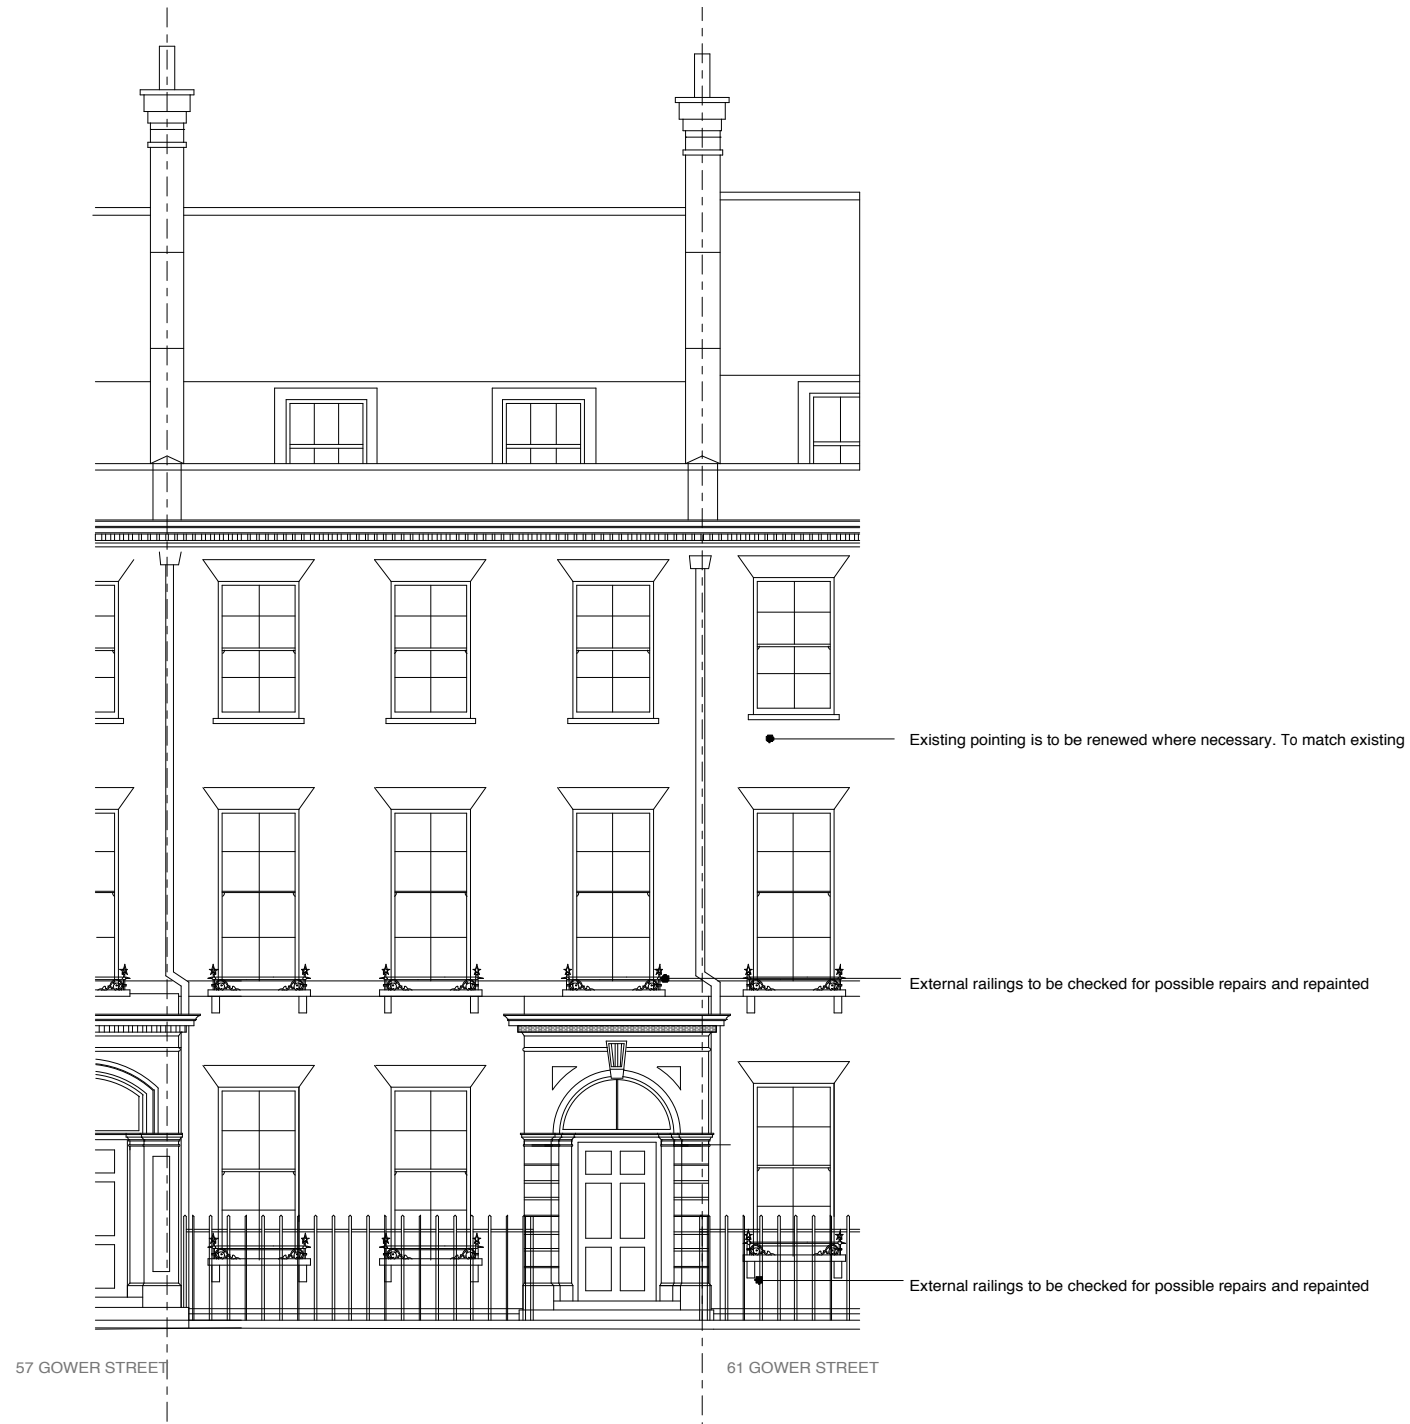 Existing pointing is to be renewed where necessary. To match existing
External railings to be checked for possible repairs and repainted
External railings to be checked for possible repairs and repainted
57 GOWER STREET
61 GOWER STREET